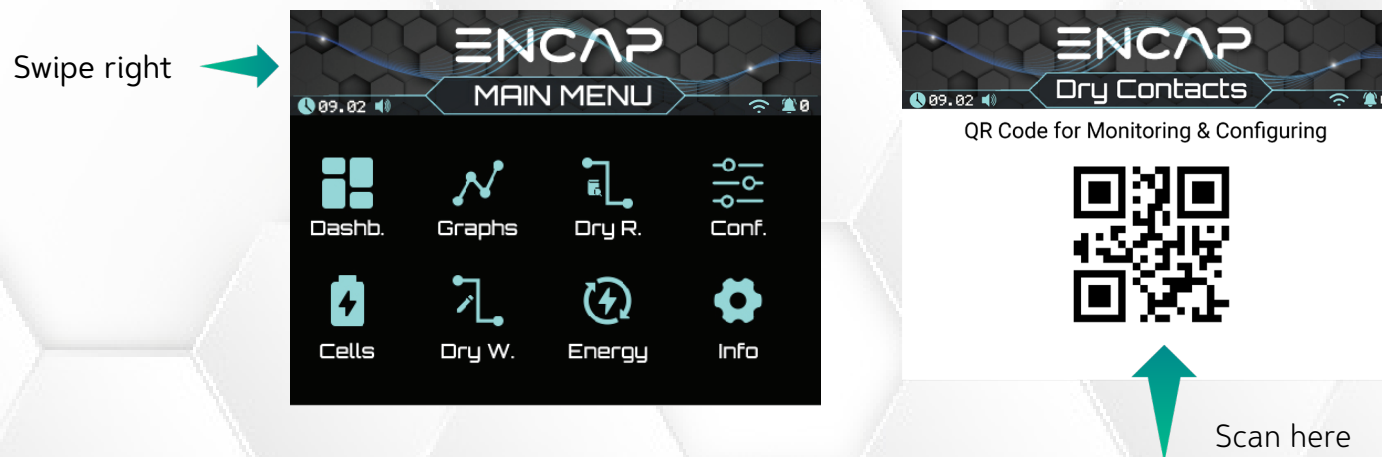 Swipe right
ENCAP
MAIN MENU
09.02
0
Dashb.
Graphs
Dry R.
Conf.
Cells
Dry W.
Energy
Info
ENCAP
Dry Contacts
09.02
QR Code for Monitoring & Configuring
Scan here